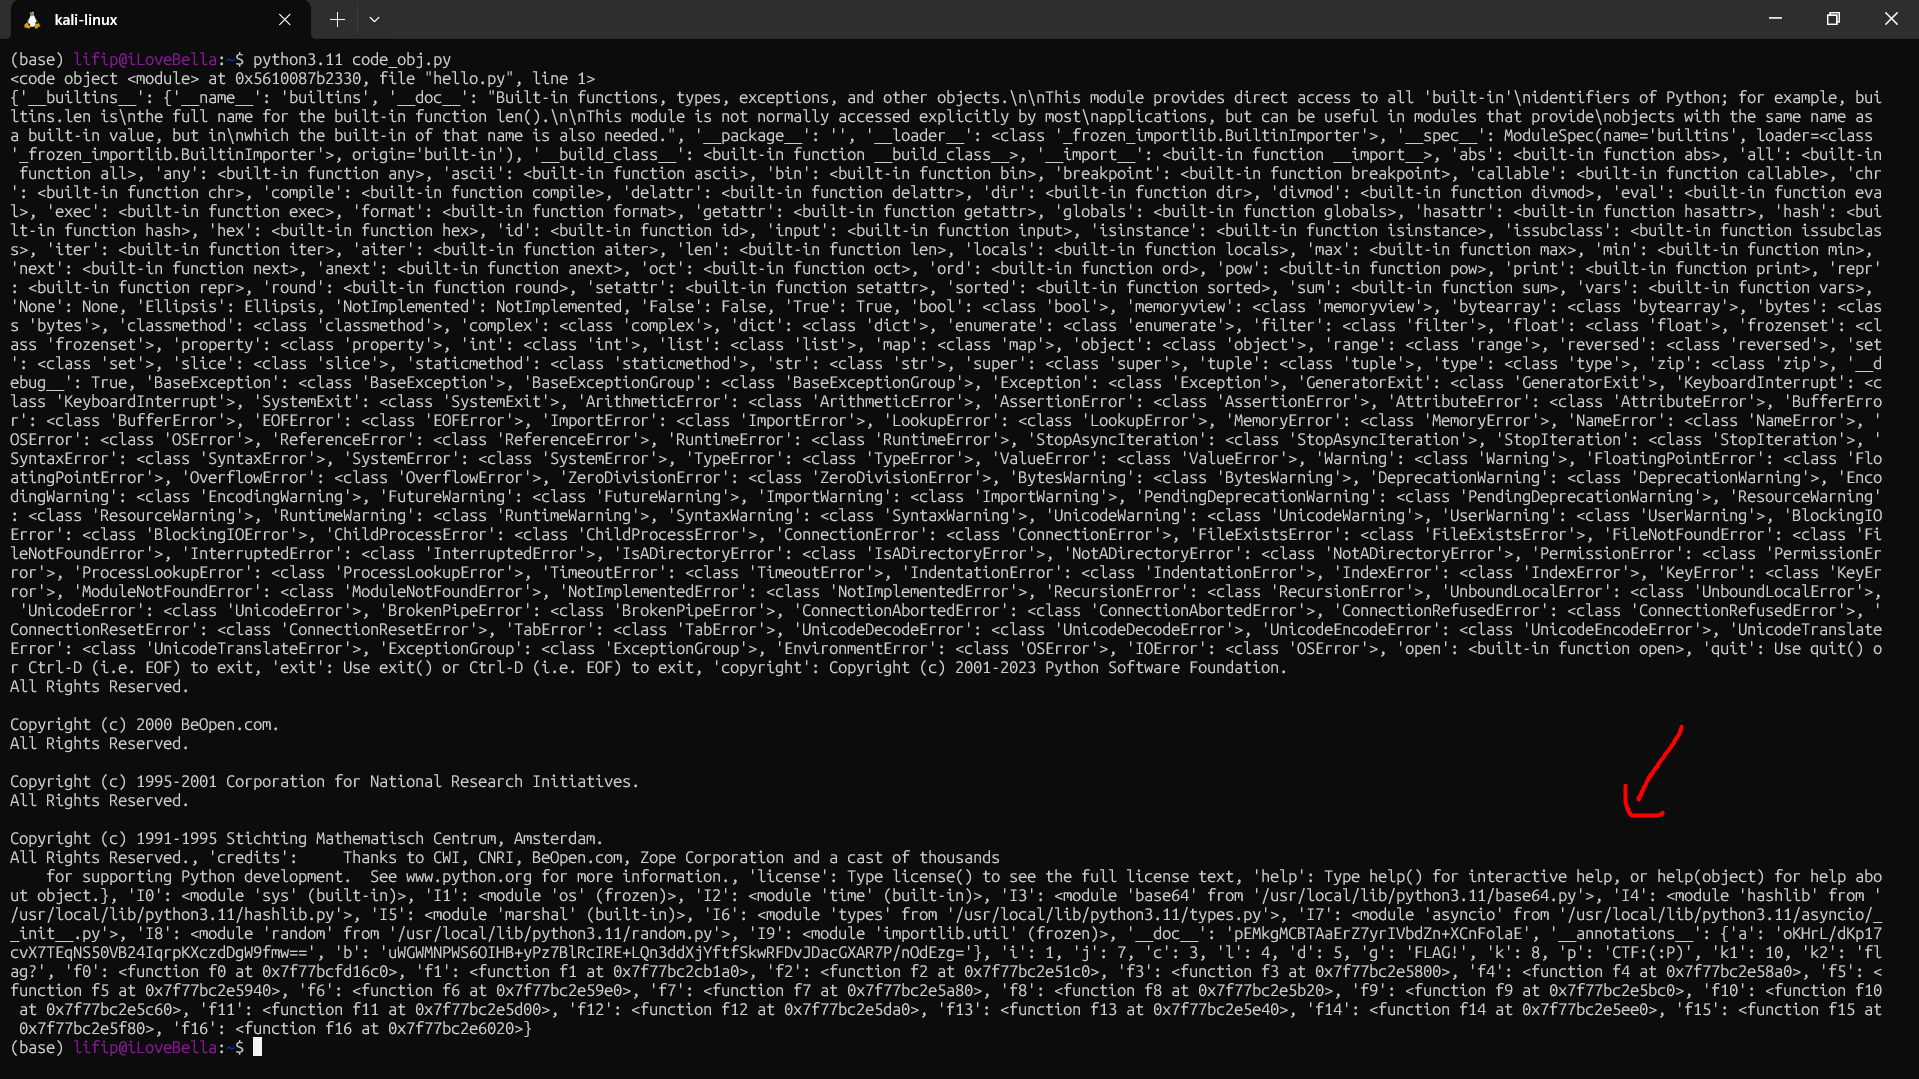 kali-linux
(base) lifip@iLoveBella:~$ python3.11 code_obj.py
<code object <module> at 0x5610087b2330, file "hello.py", line 1>
{'__builtins__': {'__name__': 'builtins', '__doc__': "Built-in functions, types, exceptions, and other objects.\n\nThis module provides direct access to all 'built-in'\nidentifiers of Python; for example, bui
ltins.len is\nthe full name for the built-in function len().\n\nThis module is not normally accessed explicitly by most\napplications, but can be useful in modules that provide\nobjects with the same name as
a built-in value, but in\nwhich the built-in of that name is also needed.", '__package__': '', '__loader__': <class '_frozen_importlib.BuiltinImporter'>, '__spec__': ModuleSpec(name='builtins', loader=<class
'_frozen_importlib.BuiltinImporter'>, origin='built-in'), '__build_class__': <built-in function __build_class__>, '__import__': <built-in function __import__>, 'abs': <built-in function abs>, 'all': <built-in
function all>, 'any': <built-in function any>, 'ascii': <built-in function ascii>, 'bin': <built-in function bin>, 'breakpoint': <built-in function breakpoint>, 'callable': <built-in function callable>, 'chr
': <built-in function chr>, 'compile': <built-in function compile>, 'delattr': <built-in function delattr>, 'dir': <built-in function dir>, 'divmod': <built-in function divmod>, 'eval': <built-in function eva
l>, 'exec': <built-in function exec>, 'format': <built-in function format>, 'getattr': <built-in function getattr>, 'globals': <built-in function globals>, 'hasattr': <built-in function hasattr>, 'hash': <bui
lt-in function hash>, 'hex': <built-in function hex>, 'id': <built-in function id>, 'input': <built-in function input>, 'isinstance': <built-in function isinstance>, 'issubclass': <built-in function issubclas
s>, 'iter': <built-in function iter>, 'aiter': <built-in function aiter>, 'len': <built-in function len>, 'locals': <built-in function locals>, 'max': <built-in function max>, 'min': <built-in function min>,
'next': <built-in function next>, 'anext': <built-in function anext>, 'oct': <built-in function oct>, 'ord': <built-in function ord>, 'pow': <built-in function pow>, 'print': <built-in function print>, 'repr'
: <built-in function repr>, 'round': <built-in function round>, 'setattr': <built-in function setattr>, 'sorted': <built-in function sorted>, 'sum': <built-in function sum>, 'vars': <built-in function vars>,
'None': None, 'Ellipsis': Ellipsis, 'NotImplemented': NotImplemented, 'False': False, 'True': True, 'bool': <class 'bool'>, 'memoryview': <class 'memoryview'>, 'bytearray': <class 'bytearray'>, 'bytes': <clas
s 'bytes'>, 'classmethod': <class 'classmethod'>, 'complex': <class 'complex'>, 'dict': <class 'dict'>, 'enumerate': <class 'enumerate'>, 'filter': <class 'filter'>, 'float': <class 'float'>, 'frozenset': <cl
ass 'frozenset'>, 'property': <class 'property'>, 'int': <class 'int'>, 'list': <class 'list'>, 'map': <class 'map'>, 'object': <class 'object'>, 'range': <class 'range'>, 'reversed': <class 'reversed'>, 'set
': <class 'set'>, 'slice': <class 'slice'>, 'staticmethod': <class 'staticmethod'>, 'str': <class 'str'>, 'super': <class 'super'>, 'tuple': <class 'tuple'>, 'type': <class 'type'>, 'zip': <class 'zip'>, '__d
ebug__': True, 'BaseException': <class 'BaseException'>, 'BaseExceptionGroup': <class 'BaseExceptionGroup'>, 'Exception': <class 'Exception'>, 'GeneratorExit': <class 'GeneratorExit'>, 'KeyboardInterrupt': <c
lass 'KeyboardInterrupt'>, 'SystemExit': <class 'SystemExit'>, 'ArithmeticError': <class 'ArithmeticError'>, 'AssertionError': <class 'AssertionError'>, 'AttributeError': <class 'AttributeError'>, 'BufferErro
r': <class 'BufferError'>, 'EOFError': <class 'EOFError'>, 'ImportError': <class 'ImportError'>, 'LookupError': <class 'LookupError'>, 'MemoryError': <class 'MemoryError'>, 'NameError': <class 'NameError'>, '
OSError': <class 'OSError'>, 'ReferenceError': <class 'ReferenceError'>, 'RuntimeError': <class 'RuntimeError'>, 'StopAsyncIteration': <class 'StopAsyncIteration'>, 'StopIteration': <class 'StopIteration'>, '
SyntaxError': <class 'SyntaxError'>, 'SystemError': <class 'SystemError'>, 'TypeError': <class 'TypeError'>, 'ValueError': <class 'ValueError'>, 'Warning': <class 'Warning'>, 'FloatingPointError': <class 'Flo
atingPointError'>, 'OverflowError': <class 'OverflowError'>, 'ZeroDivisionError': <class 'ZeroDivisionError'>, 'BytesWarning': <class 'BytesWarning'>, 'DeprecationWarning': <class 'DeprecationWarning'>, 'Enco
dingWarning': <class 'EncodingWarning'>, 'FutureWarning': <class 'FutureWarning'>, 'ImportWarning': <class 'ImportWarning'>, 'PendingDeprecationWarning': <class 'PendingDeprecationWarning'>, 'ResourceWarning'
: <class 'ResourceWarning'>, 'RuntimeWarning': <class 'RuntimeWarning'>, 'SyntaxWarning': <class 'SyntaxWarning'>, 'UnicodeWarning': <class 'UnicodeWarning'>, 'UserWarning': <class 'UserWarning'>, 'BlockingIO
Error': <class 'BlockingIOError'>, 'ChildProcessError': <class 'ChildProcessError'>, 'ConnectionError': <class 'ConnectionError'>, 'FileExistsError': <class 'FileExistsError'>, 'FileNotFoundError': <class 'Fi
leNotFoundError'>, 'InterruptedError': <class 'InterruptedError'>, 'IsADirectoryError': <class 'IsADirectoryError'>, 'NotADirectoryError': <class 'NotADirectoryError'>, 'PermissionError': <class 'PermissionEr
ror'>, 'ProcessLookupError': <class 'ProcessLookupError'>, 'TimeoutError': <class 'TimeoutError'>, 'IndentationError': <class 'IndentationError'>, 'IndexError': <class 'IndexError'>, 'KeyError': <class 'KeyEr
ror'>, 'ModuleNotFoundError': <class 'ModuleNotFoundError'>, 'NotImplementedError': <class 'NotImplementedError'>, 'RecursionError': <class 'RecursionError'>, 'UnboundLocalError': <class 'UnboundLocalError'>,
'UnicodeError': <class 'UnicodeError'>, 'BrokenPipeError': <class 'BrokenPipeError'>, 'ConnectionAbortedError': <class 'ConnectionAbortedError'>, 'ConnectionRefusedError': <class 'ConnectionRefusedError'>, '
ConnectionResetError': <class 'ConnectionResetError'>, 'TabError': <class 'TabError'>, 'UnicodeDecodeError': <class 'UnicodeDecodeError'>, 'UnicodeEncodeError': <class 'UnicodeEncodeError'>, 'UnicodeTranslate
Error': <class 'UnicodeTranslateError'>, 'ExceptionGroup': <class 'ExceptionGroup'>, 'EnvironmentError': <class 'OSError'>, 'IOError': <class 'OSError'>, 'open': <built-in function open>, 'quit': Use quit() o
r Ctrl-D (i.e. EOF) to exit, 'exit': Use exit() or Ctrl-D (i.e. EOF) to exit, 'copyright': Copyright (c) 2001-2023 Python Software Foundation.
All Rights Reserved.
Copyright (c) 2000 BeOpen.com.
All Rights Reserved.
Copyright (c) 1995-2001 Corporation for National Research Initiatives.
All Rights Reserved.
Copyright (c) 1991-1995 Stichting Mathematisch Centrum, Amsterdam.
All Rights Reserved., 'credits':     Thanks to CWI, CNRI, BeOpen.com, Zope Corporation and a cast of thousands
for supporting Python development.  See www.python.org for more information., 'license': Type license() to see the full license text, 'help': Type help() for interactive help, or help(object) for help abo
ut object.}, 'I0': <module 'sys' (built-in)>, 'I1': <module 'os' (frozen)>, 'I2': <module 'time' (built-in)>, 'I3': <module 'base64' from '/usr/local/lib/python3.11/base64.py'>, 'I4': <module 'hashlib' from '
/usr/local/lib/python3.11/hashlib.py'>, 'I5': <module 'marshal' (built-in)>, 'I6': <module 'types' from '/usr/local/lib/python3.11/types.py'>, 'I7': <module 'asyncio' from '/usr/local/lib/python3.11/asyncio/_
_init__.py'>, 'I8': <module 'random' from '/usr/local/lib/python3.11/random.py'>, 'I9': <module 'importlib.util' (frozen)>, '__doc__': 'pEMkgMCBTAaErZ7yrIVbdZn+XCnFolaE', '__annotations__': {'a': 'oKHrL/dKp17
cvX7TEqNS50VB24IqrpKXczdDgW9fmw==', 'b': 'uWGWMNPWS6OIHB+yPz7BlRcIRE+LQn3ddXjYftfSkwRFDvJDacGXAR7P/nOdEzg='}, 'i': 1, 'j': 7, 'c': 3, 'l': 4, 'd': 5, 'g': 'FLAG!', 'k': 8, 'p': 'CTF:(:P)', 'k1': 10, 'k2': 'fl
ag?', 'f0': <function f0 at 0x7f77bcfd16c0>, 'f1': <function f1 at 0x7f77bc2cb1a0>, 'f2': <function f2 at 0x7f77bc2e51c0>, 'f3': <function f3 at 0x7f77bc2e5800>, 'f4': <function f4 at 0x7f77bc2e58a0>, 'f5': <
function f5 at 0x7f77bc2e5940>, 'f6': <function f6 at 0x7f77bc2e59e0>, 'f7': <function f7 at 0x7f77bc2e5a80>, 'f8': <function f8 at 0x7f77bc2e5b20>, 'f9': <function f9 at 0x7f77bc2e5bc0>, 'f10': <function f10
at 0x7f77bc2e5c60>, 'f11': <function f11 at 0x7f77bc2e5d00>, 'f12': <function f12 at 0x7f77bc2e5da0>, 'f13': <function f13 at 0x7f77bc2e5e40>, 'f14': <function f14 at 0x7f77bc2e5ee0>, 'f15': <function f15 at
0x7f77bc2e5f80>, 'f16': <function f16 at 0x7f77bc2e6020>}
(base) lifip@iLoveBella:~$